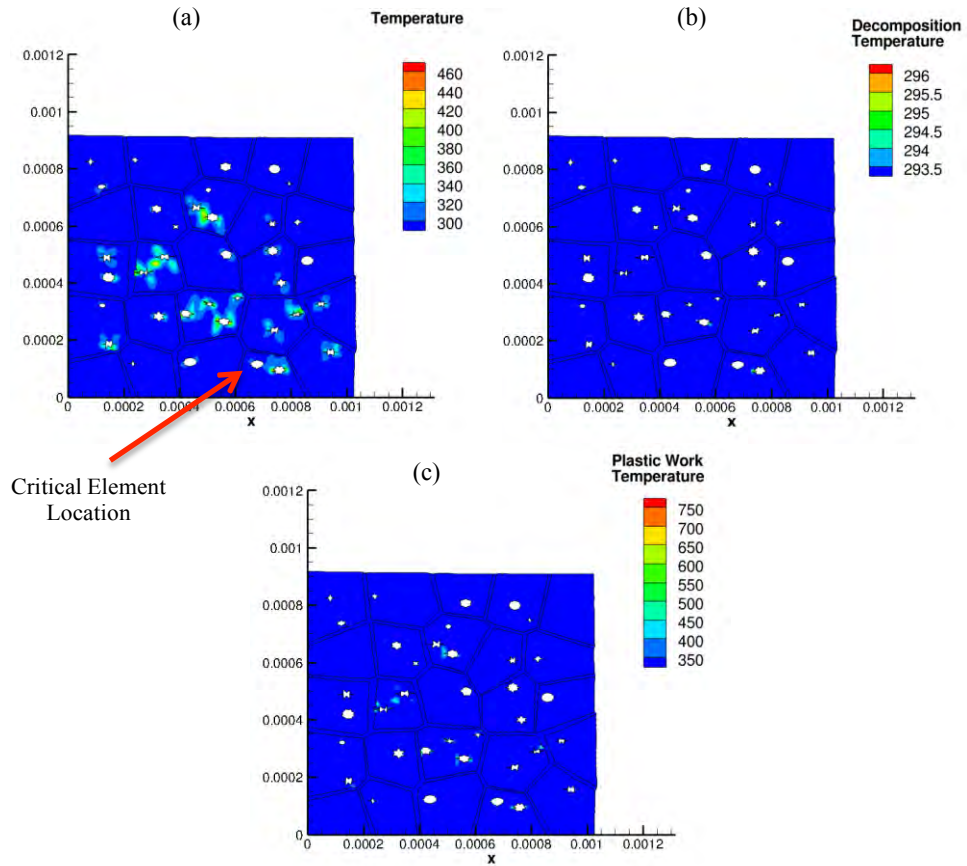 (a)
Temperature
460
440
420
400
380
360
340
320
300
0.0012
0.001
0.0008
0.0006
0.0004
0.0002
0
0 0.0002 0.0004 0.0006 0.0008 0.001 0.0012
x
(b)
Decomposition
Temperature
296
295.5
295
294.5
294
293.5
0.0012
0.001
0.0008
0.0006
0.0004
0.0002
0
0 0.0002 0.0004 0.0006 0.0008 0.001 0.0012
x
Critical Element
Location
(c)
Plastic Work
Temperature
750
700
650
600
550
500
450
400
350
0.0012
0.001
0.0008
0.0006
0.0004
0.0002
0
0 0.0002 0.0004 0.0006 0.0008 0.001 0.0012
x